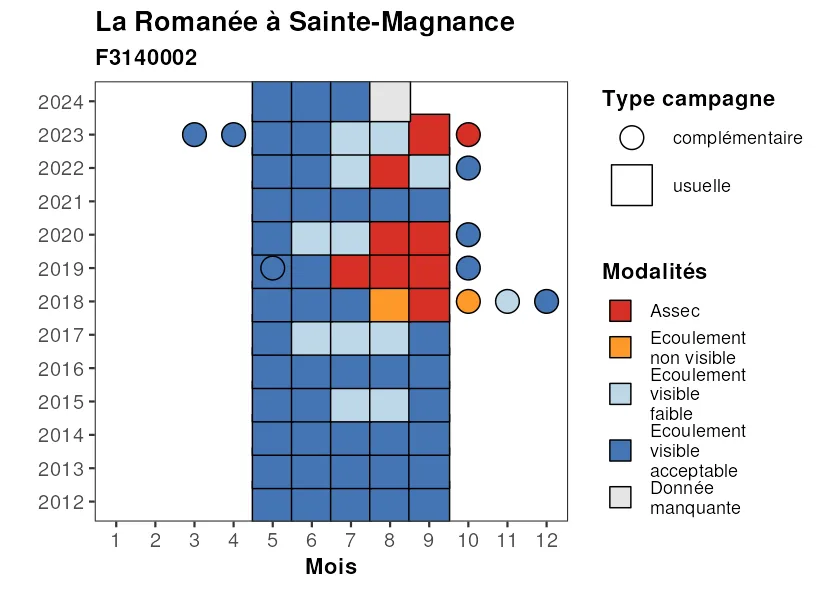 La Romanée à Sainte-Magnance
F3140002
2024
2023
2022
2021
2020
2019
2018
2017
2016
2015
2014
2013
2012
1 2 3 4 5 6 7 8 9 10 11 12
Mois
Type campagne
complémentaire
usuelle
Modalités
Assec
Ecoulement
non visible
Ecoulement
visible
faible
Ecoulement
visible
acceptable
Donnée
manquante